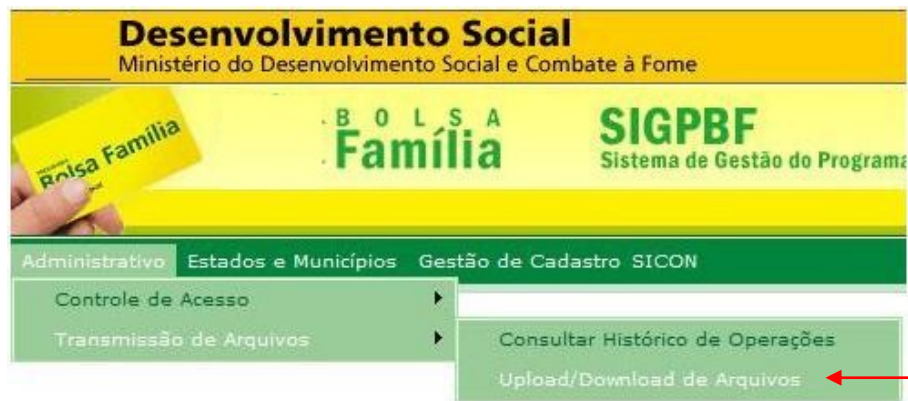 Desenvolvimento Social
Ministério do Desenvolvimento Social e Combate à Fome
Bolsa Família
BOLSA
Família
SIGPBF
Sistema de Gestão do Programa
Administrativo Estados e Municípios Gestão de Cadastro SICON
Controle de Acesso
Transmissão de Arquivos
Consultar Histórico de Operações
Upload/Download de Arquivos